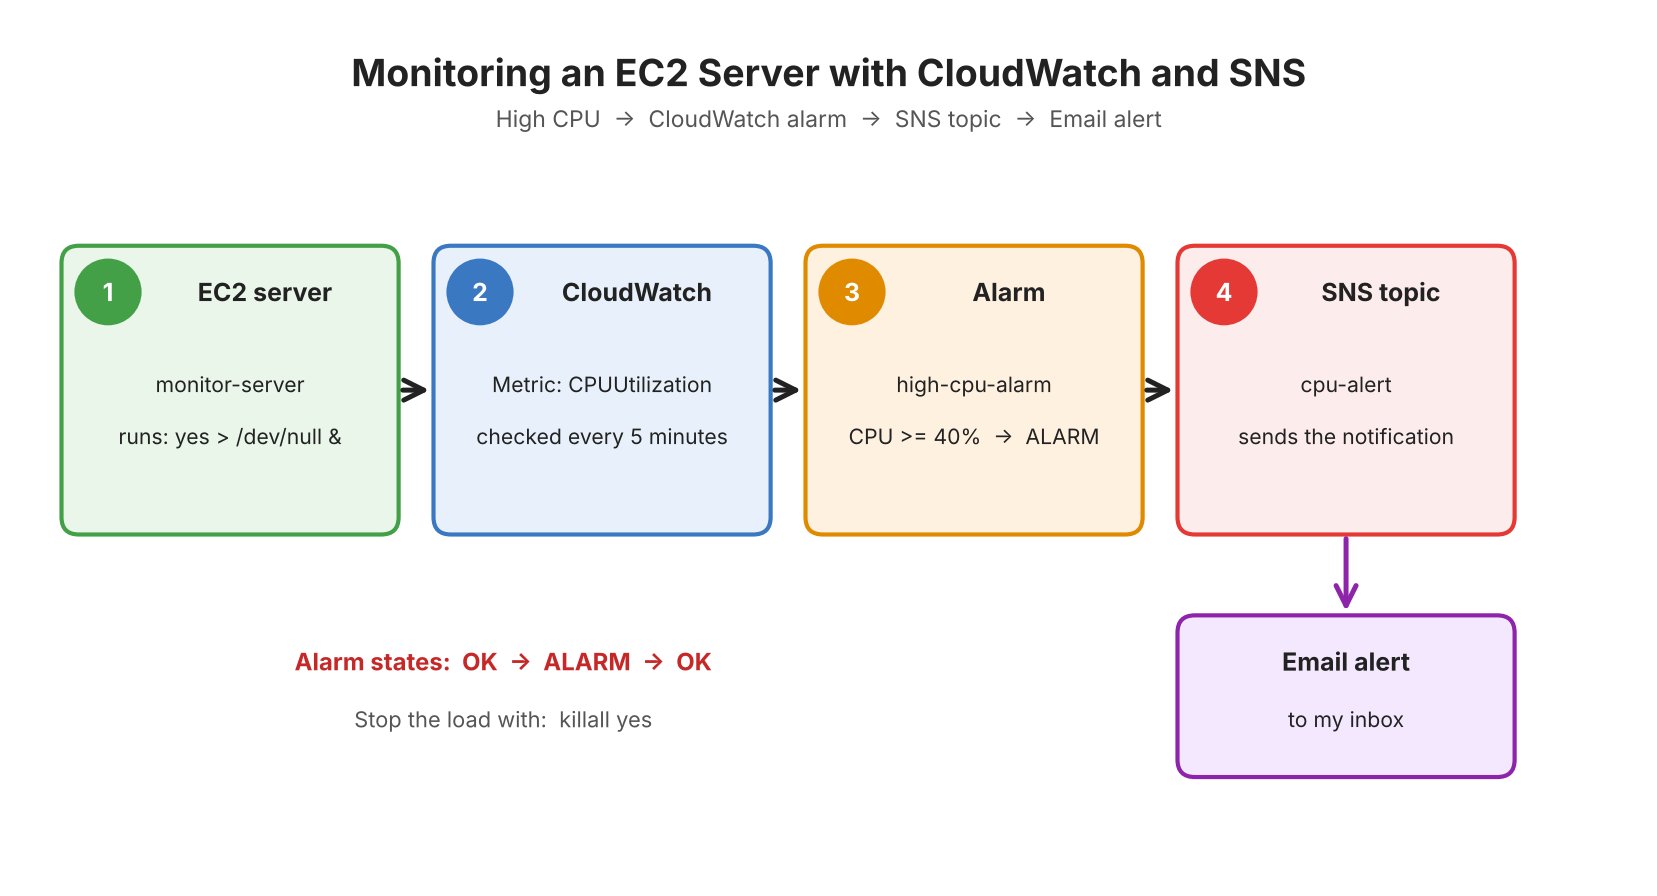 Monitoring an EC2 Server with CloudWatch and SNS
High CPU → CloudWatch alarm → SNS topic → Email alert
1
EC2 server
monitor-server
runs: yes > /dev/null &
2
CloudWatch
Metric: CPUUtilization
checked every 5 minutes
3
Alarm
high-cpu-alarm
CPU >= 40% → ALARM
4
SNS topic
cpu-alert
sends the notification
Alarm states: OK → ALARM → OK
Stop the load with: killall yes
Email alert
to my inbox